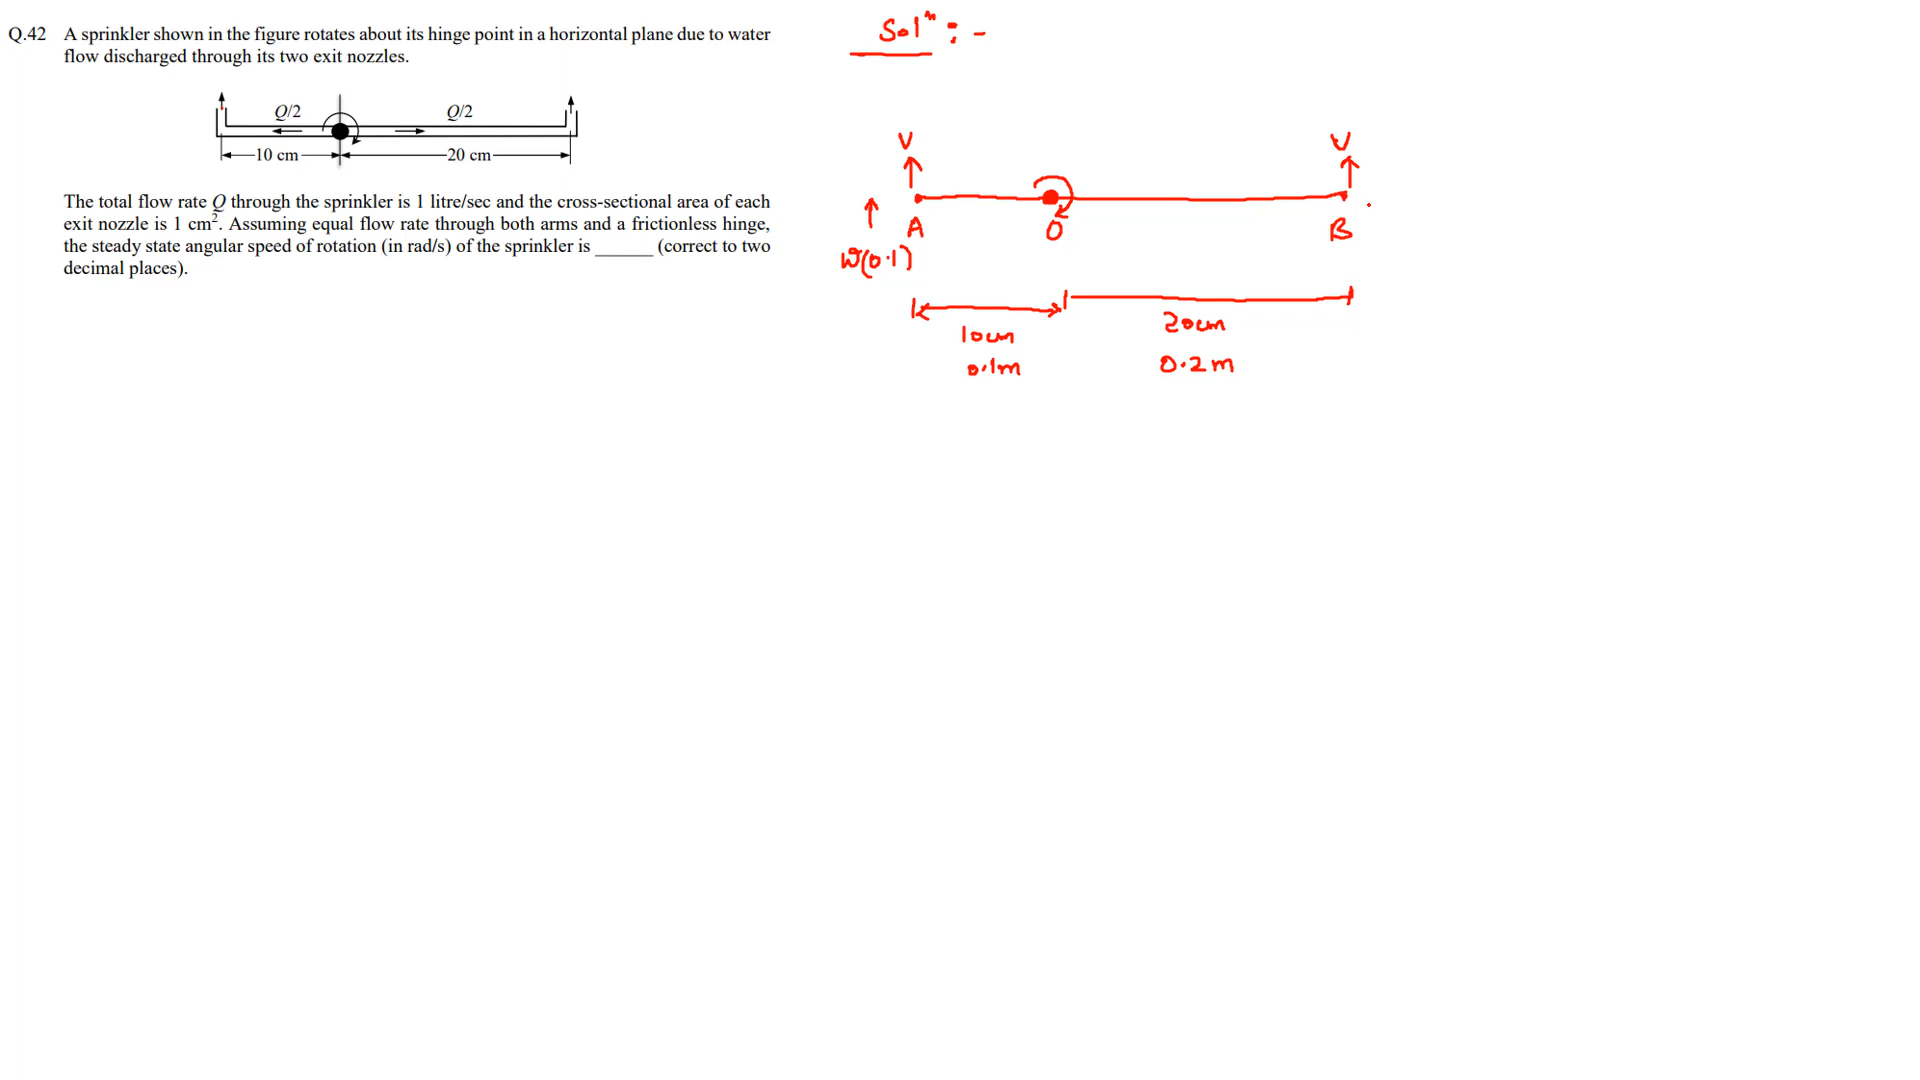 Q.42 A sprinkler shown in the figure rotates about its hinge point in a horizontal plane due to water
flow discharged through its two exit nozzles.
Q/2
Q/2
10 cm
20 cm
The total flow rate Q through the sprinkler is 1 litre/sec and the cross-sectional area of each
exit nozzle is 1 cm². Assuming equal flow rate through both arms and a frictionless hinge,
the steady state angular speed of rotation (in rad/s) of the sprinkler is ______ (correct to two
decimal places).
Solⁿ : -
V
V
A
O
B
W(0.1)
10cm
20cm
0.1m
0.2m